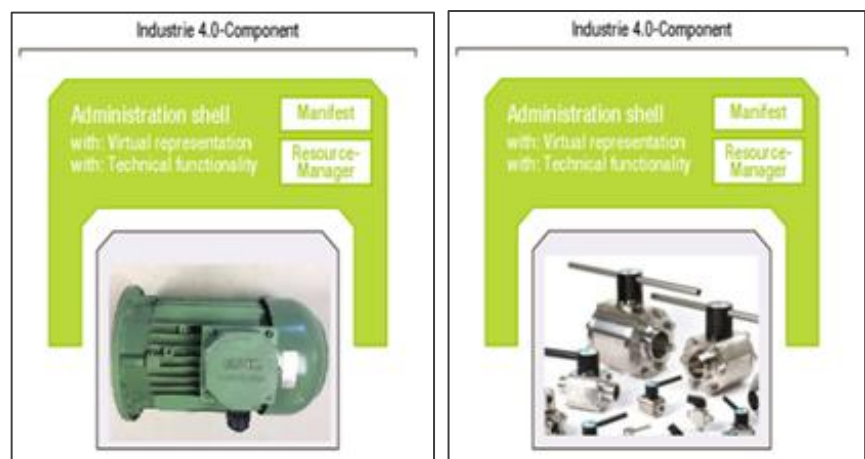 Industrie 4.0-Component
Administration shell
with: Virtual representation
with: Technical functionality
Manifest
Resource-
Manager
Industrie 4.0-Component
Administration shell
with: Virtual representation
with: Technical functionality
Manifest
Resource-
Manager